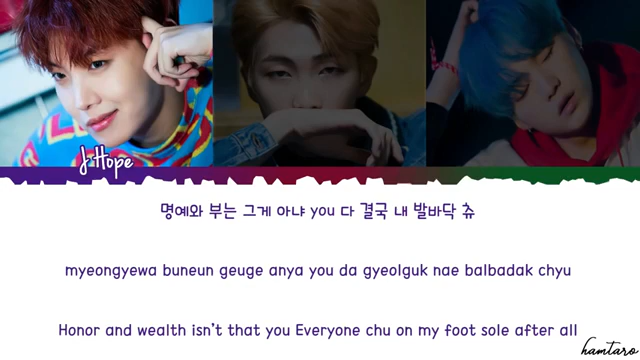 J-Hope
명예와 부는 그게 아냐 you 다 결국 내 발바닥 츄
myeongyewa buneun geuge anya you da gyeolguk nae balbadak chyu
Honor and wealth isn't that you Everyone chu on my foot sole after all
hamtaro